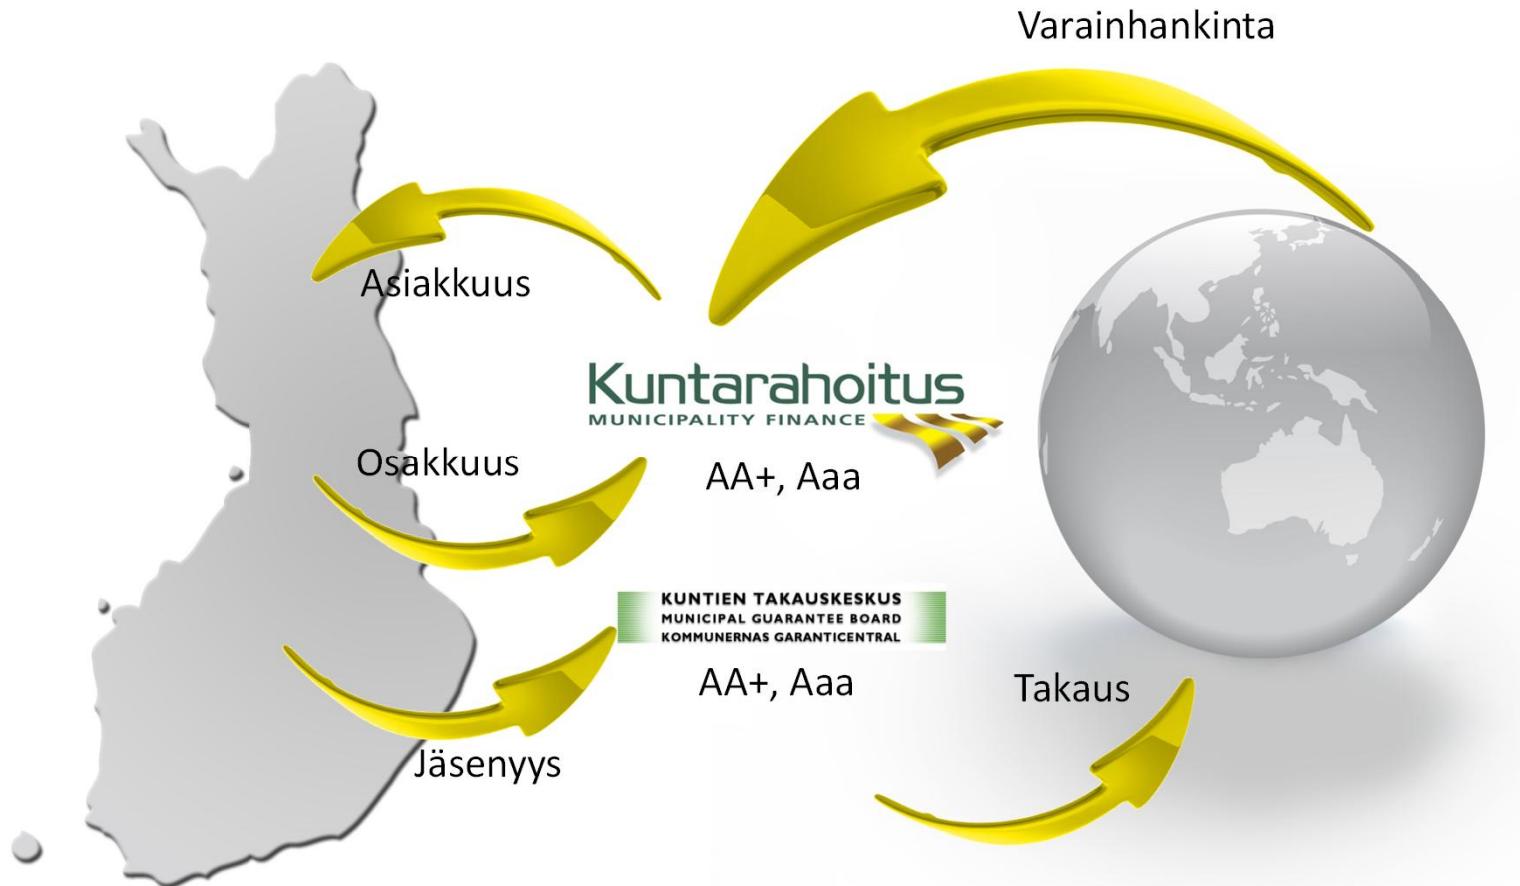 Varainhankinta
Asiakkuus
Kuntarahoitus
MUNICIPALITY FINANCE
Osakkuus
AA+, Aaa
KUNTIEN TAKAUSKESKUS
MUNICIPAL GUARANTEE BOARD
KOMMUNERNAS GARANTICENTRAL
AA+, Aaa
Takaus
Jäsenyys